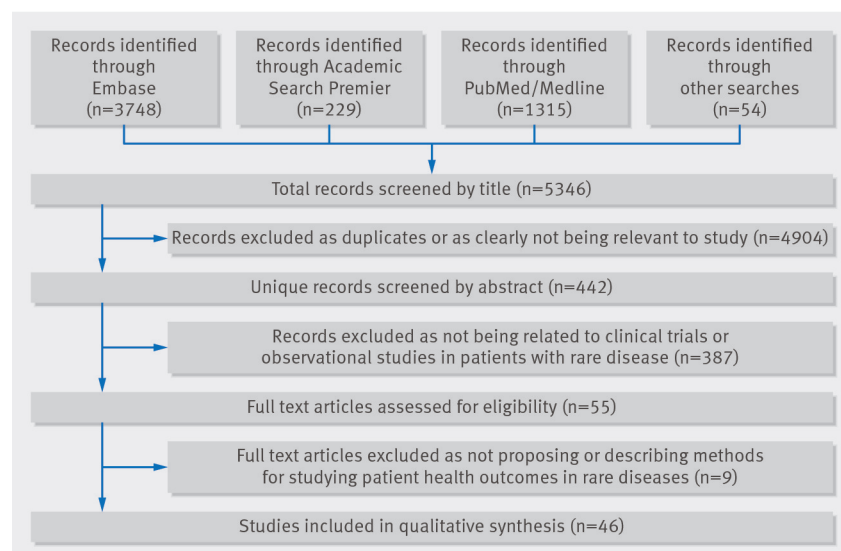 Records identified
through
Embase
(n=3748)
Records identified
through Academic
Search Premier
(n=229)
Records identified
through
PubMed/Medline
(n=1315)
Records identified
through
other searches
(n=54)
Total records screened by title (n=5346)
Records excluded as duplicates or as clearly not being relevant to study (n=4904)
Unique records screened by abstract (n=442)
Records excluded as not being related to clinical trials or
observational studies in patients with rare disease (n=387)
Full text articles assessed for eligibility (n=55)
Full text articles excluded as not proposing or describing methods
for studying patient health outcomes in rare diseases (n=9)
Studies included in qualitative synthesis (n=46)